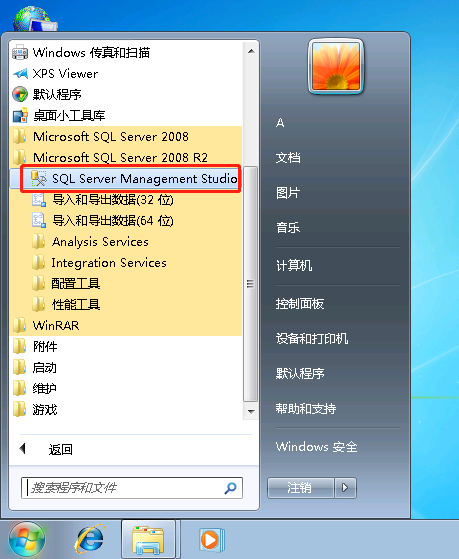 Windows 传真和扫描
XPS Viewer
默认程序
桌面小工具库
Microsoft SQL Server 2008
Microsoft SQL Server 2008 R2
SQL Server Management Studio
导入和导出数据(32 位)
导入和导出数据(64 位)
Analysis Services
Integration Services
配置工具
性能工具
WinRAR
附件
启动
维护
游戏
返回
搜索程序和文件
A
文档
图片
音乐
计算机
控制面板
设备和打印机
默认程序
帮助和支持
Windows 安全
注销